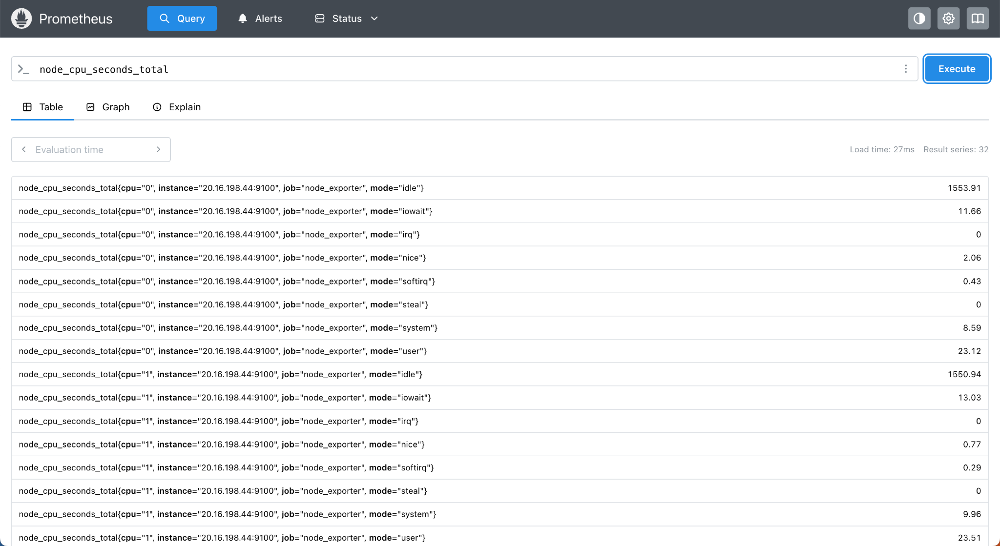 Prometheus Query Alerts Status
>_ node_cpu_seconds_total Execute
Table Graph Explain
Evaluation time Load time: 27ms Result series: 32
node_cpu_seconds_total{cpu="0", instance="20.16.198.44:9100", job="node_exporter", mode="idle"} 1553.91
node_cpu_seconds_total{cpu="0", instance="20.16.198.44:9100", job="node_exporter", mode="iowait"} 11.66
node_cpu_seconds_total{cpu="0", instance="20.16.198.44:9100", job="node_exporter", mode="irq"} 0
node_cpu_seconds_total{cpu="0", instance="20.16.198.44:9100", job="node_exporter", mode="nice"} 2.06
node_cpu_seconds_total{cpu="0", instance="20.16.198.44:9100", job="node_exporter", mode="softirq"} 0.43
node_cpu_seconds_total{cpu="0", instance="20.16.198.44:9100", job="node_exporter", mode="steal"} 0
node_cpu_seconds_total{cpu="0", instance="20.16.198.44:9100", job="node_exporter", mode="system"} 8.59
node_cpu_seconds_total{cpu="0", instance="20.16.198.44:9100", job="node_exporter", mode="user"} 23.12
node_cpu_seconds_total{cpu="1", instance="20.16.198.44:9100", job="node_exporter", mode="idle"} 1550.94
node_cpu_seconds_total{cpu="1", instance="20.16.198.44:9100", job="node_exporter", mode="iowait"} 13.03
node_cpu_seconds_total{cpu="1", instance="20.16.198.44:9100", job="node_exporter", mode="irq"} 0
node_cpu_seconds_total{cpu="1", instance="20.16.198.44:9100", job="node_exporter", mode="nice"} 0.77
node_cpu_seconds_total{cpu="1", instance="20.16.198.44:9100", job="node_exporter", mode="softirq"} 0.29
node_cpu_seconds_total{cpu="1", instance="20.16.198.44:9100", job="node_exporter", mode="steal"} 0
node_cpu_seconds_total{cpu="1", instance="20.16.198.44:9100", job="node_exporter", mode="system"} 9.96
node_cpu_seconds_total{cpu="1", instance="20.16.198.44:9100", job="node_exporter", mode="user"} 23.51